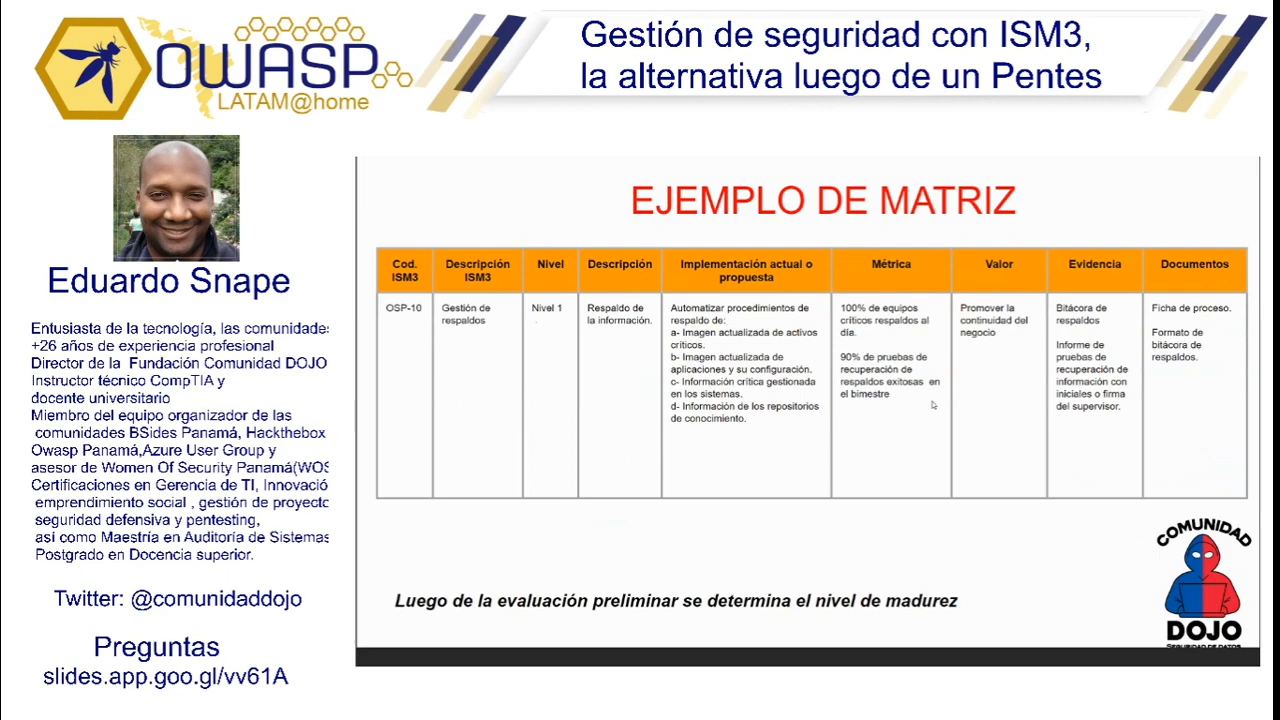 OWASP
LATAM@home
Gestión de seguridad con ISM3,
la alternativa luego de un Pentes
Eduardo Snape
Entusiasta de la tecnología, las comunidades
+26 años de experiencia profesional
Director de la Fundación Comunidad DOJO
Instructor técnico CompTIA y
docente universitario
Miembro del equipo organizador de las
comunidades BSides Panamá, Hackthebox
Owasp Panamá,Azure User Group y
asesor de Women Of Security Panamá(WOS
Certificaciones en Gerencia de TI, Innovació
emprendimiento social , gestión de proyecto
seguridad defensiva y pentesting,
así como Maestría en Auditoría de Sistemas
Postgrado en Docencia superior.
Twitter: @comunidaddojo
Preguntas
slides.app.goo.gl/vv61A
EJEMPLO DE MATRIZ
Cod.
ISM3
Descripción
ISM3
Nivel
Descripción
Implementación actual o
propuesta
Métrica
Valor
Evidencia
Documentos
OSP-10
Gestión de
respaldos
Nivel 1
.
Respaldo de
la información.
Automatizar procedimientos de
respaldo de:
a- Imagen actualizada de activos
críticos.
b- Imagen actualizada de
aplicaciones y su configuración.
c- Información crítica gestionada
en los sistemas.
d- Información de los repositorios
de conocimiento.
100% de equipos
críticos respaldos al
día.
90% de pruebas de
recuperación de
respaldos exitosas en
el bimestre
Promover la
continuidad del
negocio
Bitácora de
respaldos
Informe de
pruebas de
recuperación de
información con
iniciales o firma
del supervisor.
Ficha de proceso.
Formato de
bitácora de
respaldos.
Luego de la evaluación preliminar se determina el nivel de madurez
COMUNIDAD
DOJO
SEGURIDAD DE DATOS